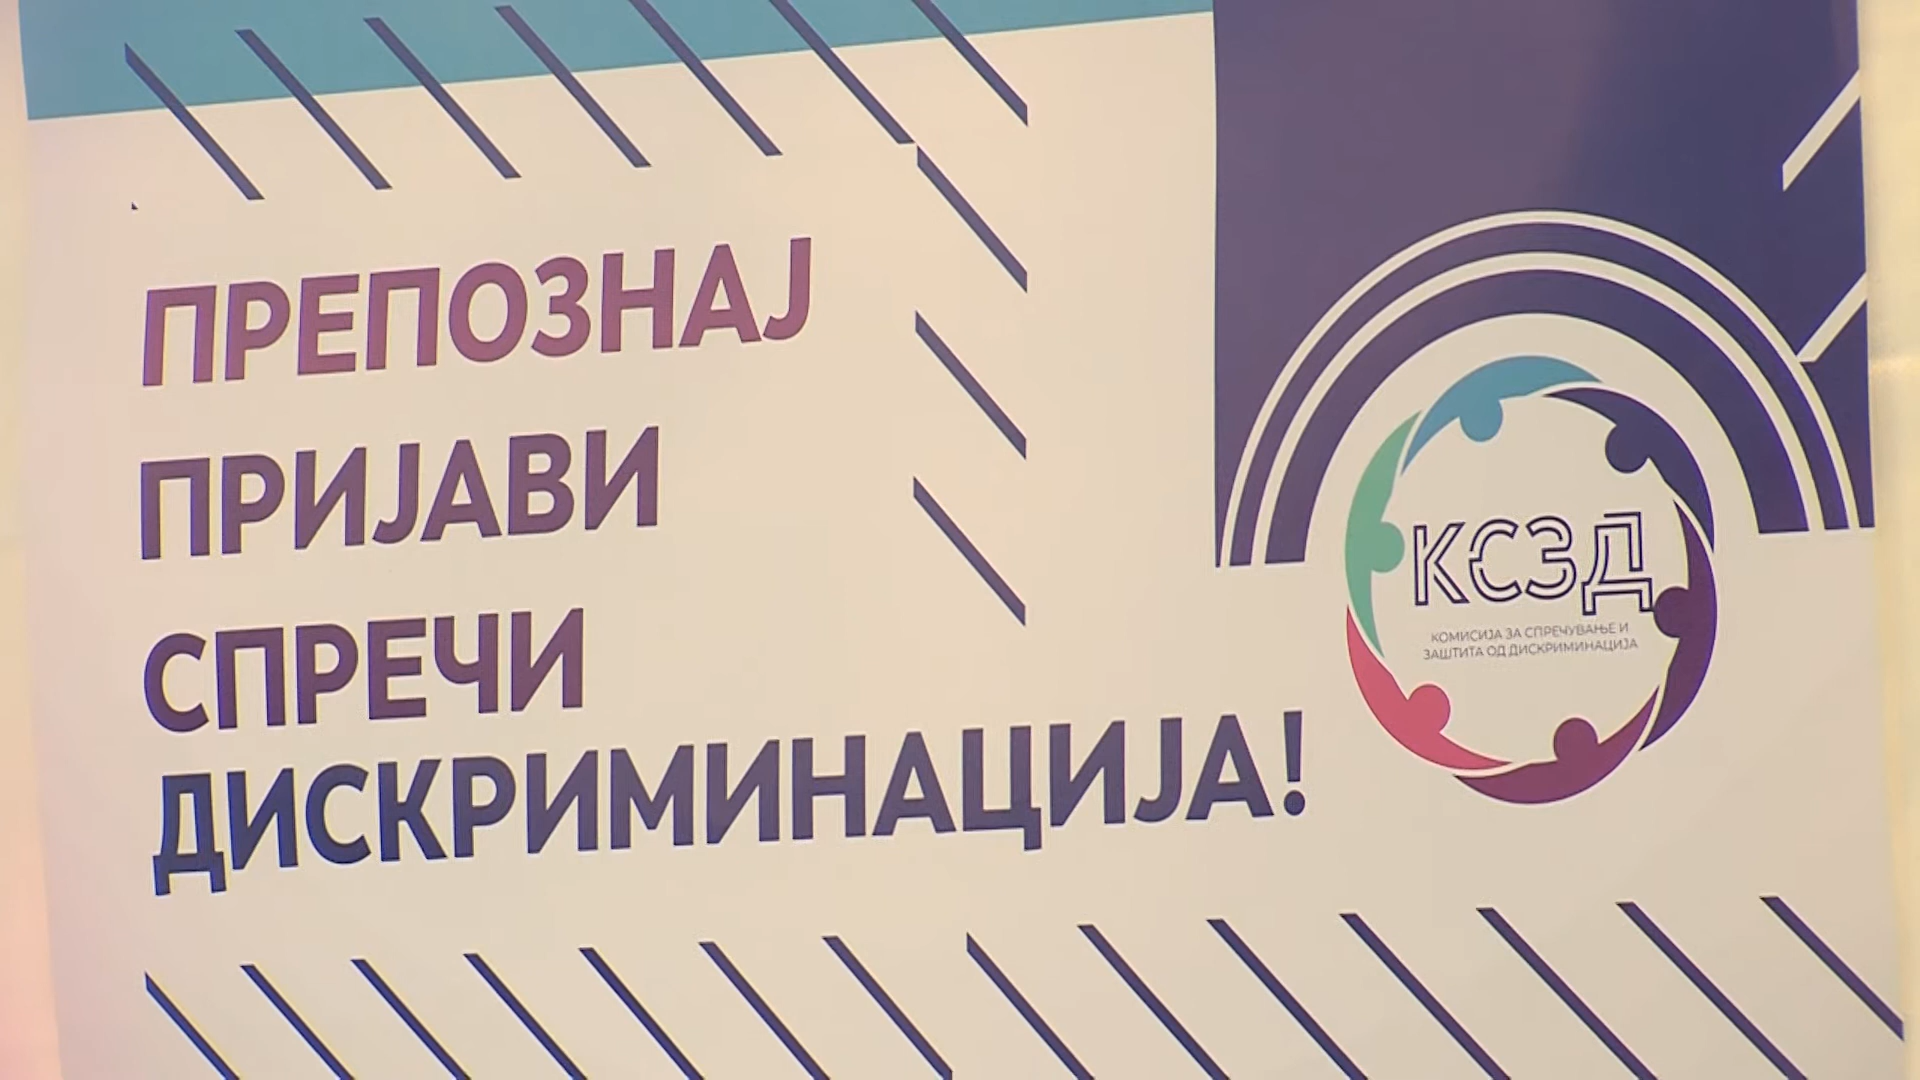 ПРЕПОЗНАЈ
ПРИЈАВИ
СПРЕЧИ
ДИСКРИМИНАЦИЈА!
КСЗД
КОМИСИЈА ЗА СПРЕЧУВАЊЕ И
ЗАШТИТА ОД ДИСКРИМИНАЦИЈА